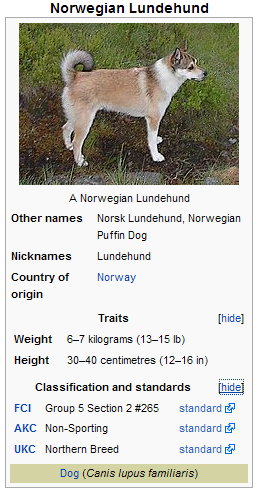 Norwegian Lundehund
A Norwegian Lundehund
Other names Norsk Lundehund, Norwegian
Puffin Dog
Nicknames Lundehund
Country of Norway
origin
Traits [hide]
Weight 6–7 kilograms (13–15 lb)
Height 30–40 centimetres (12–16 in)
Classification and standards [hide]
FCI Group 5 Section 2 #265 standard
AKC Non-Sporting standard
UKC Northern Breed standard
Dog (Canis lupus familiaris)